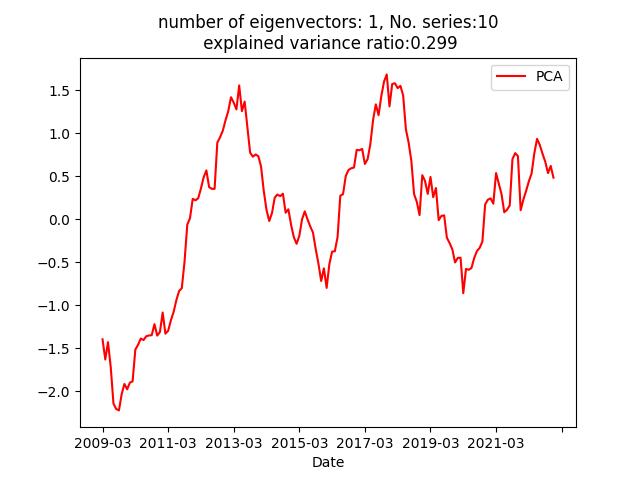 number of eigenvectors: 1, No. series:10
explained variance ratio:0.299
PCA
1.5
1.0
0.5
0.0
−0.5
−1.0
−1.5
−2.0
2009-03 2011-03 2013-03 2015-03 2017-03 2019-03 2021-03
Date